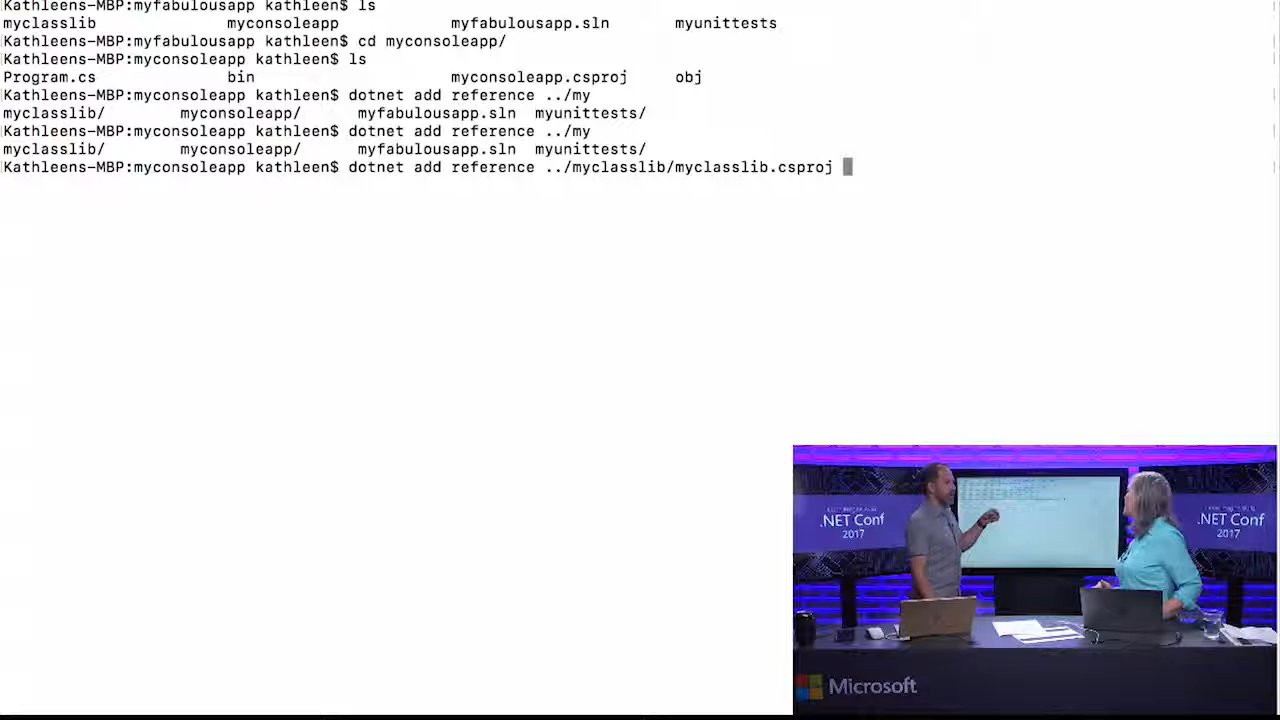 Kathleens-MBP:myfabulousapp kathleen$ ls
myclasslib myconsoleapp myfabulousapp.sln myunittests
Kathleens-MBP:myfabulousapp kathleen$ cd myconsoleapp/
Kathleens-MBP:myconsoleapp kathleen$ ls
Program.cs bin myconsoleapp.csproj obj
Kathleens-MBP:myconsoleapp kathleen$ dotnet add reference ../my
myclasslib/ myconsoleapp/ myfabulousapp.sln myunittests/
Kathleens-MBP:myconsoleapp kathleen$ dotnet add reference ../my
myclasslib/ myconsoleapp/ myfabulousapp.sln myunittests/
Kathleens-MBP:myconsoleapp kathleen$ dotnet add reference ../myclasslib/myclasslib.csproj
.NET Conf
2017
.NET Conf
2017
Microsoft